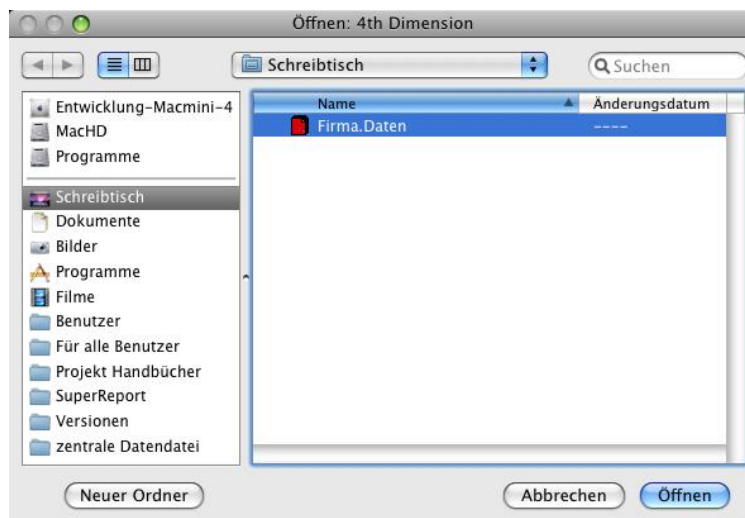 Öffnen: 4th Dimension
Schreibtisch
Suchen
Entwicklung-Macmini-4
MacHD
Programme
Schreibtisch
Dokumente
Bilder
Programme
Filme
Benutzer
Für alle Benutzer
Projekt Handbücher
SuperReport
Versionen
zentrale Datendatei
Name Änderungsdatum
Firma.Daten ----
Neuer Ordner Abbrechen Öffnen